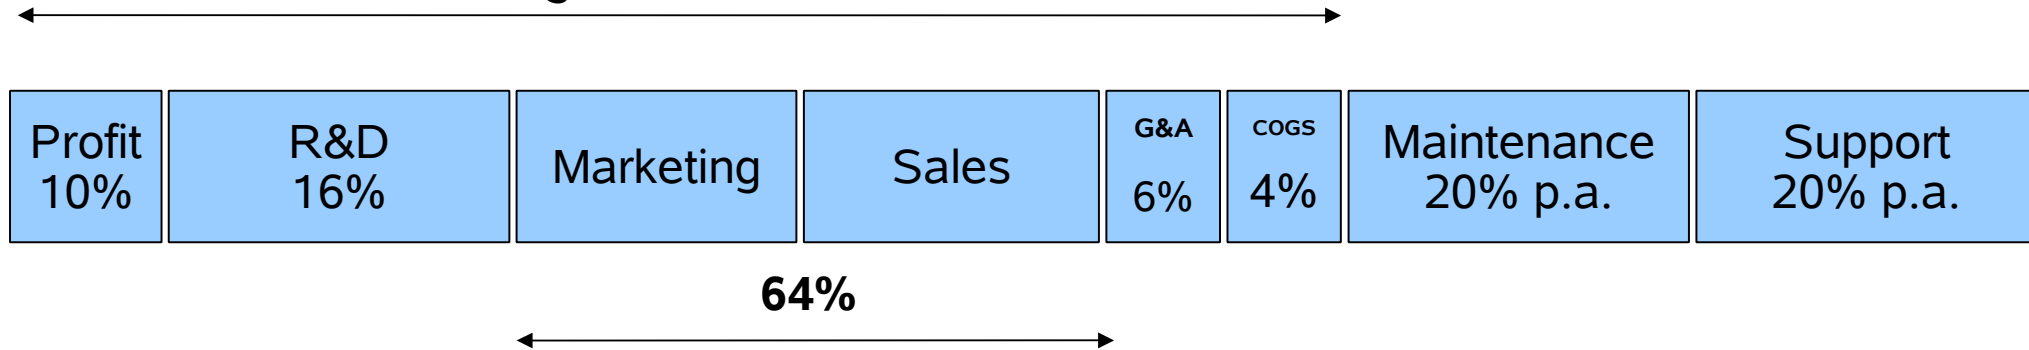 Profit
10%
R&D
16%
Marketing
Sales
G&A
6%
COGS
4%
Maintenance
20% p.a.
Support
20% p.a.
64%